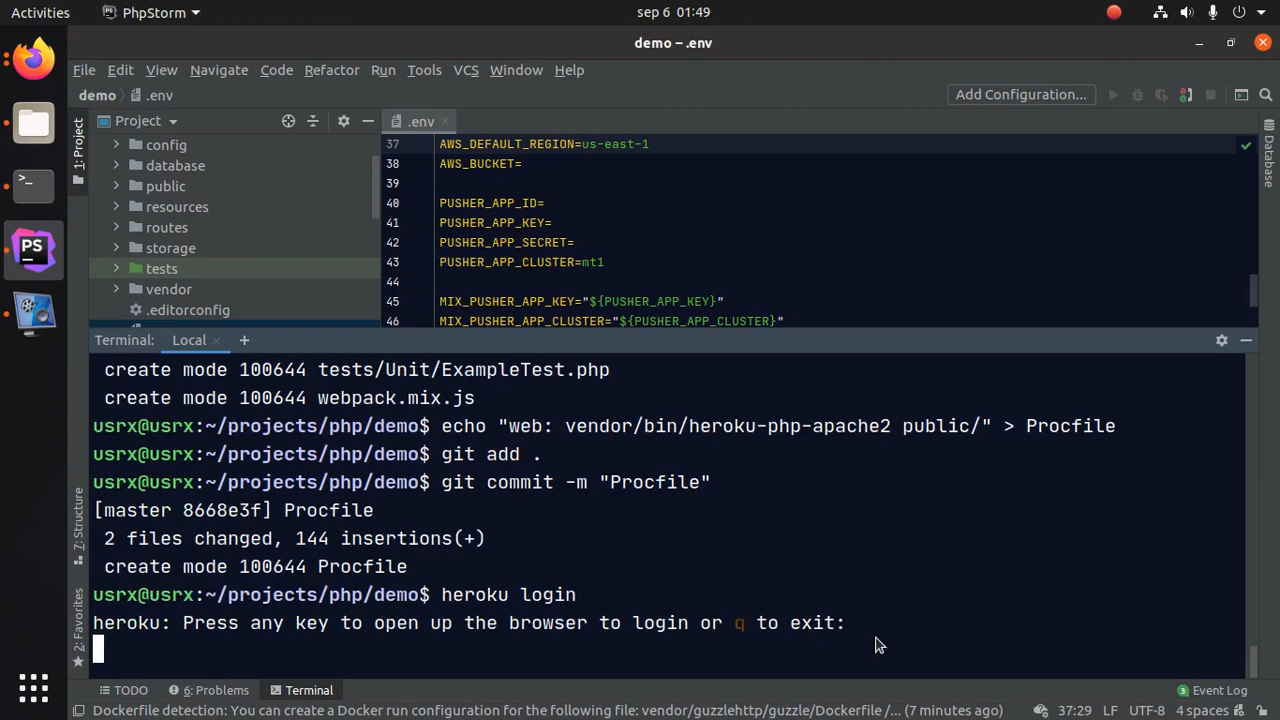 Activities
PhpStorm
sep 6 01:49
demo – .env
File Edit View Navigate Code Refactor Run Tools VCS Window Help
demo
.env
Add Configuration...
1: Project
Project
.env
config
database
public
resources
routes
storage
tests
vendor
.editorconfig
37 AWS_DEFAULT_REGION=us-east-1
38 AWS_BUCKET=
39
40 PUSHER_APP_ID=
41 PUSHER_APP_KEY=
42 PUSHER_APP_SECRET=
43 PUSHER_APP_CLUSTER=mt1
44
45 MIX_PUSHER_APP_KEY="${PUSHER_APP_KEY}"
46 MIX_PUSHER_APP_CLUSTER="${PUSHER_APP_CLUSTER}"
Database
PS
Terminal: Local
create mode 100644 tests/Unit/ExampleTest.php
create mode 100644 webpack.mix.js
usrx@usrx:~/projects/php/demo$ echo "web: vendor/bin/heroku-php-apache2 public/" > Procfile
usrx@usrx:~/projects/php/demo$ git add .
usrx@usrx:~/projects/php/demo$ git commit -m "Procfile"
[master 8668e3f] Procfile
2 files changed, 144 insertions(+)
create mode 100644 Procfile
usrx@usrx:~/projects/php/demo$ heroku login
heroku: Press any key to open up the browser to login or q to exit:
7: Structure
2: Favorites
TODO
6: Problems
Terminal
3 Event Log
Dockerfile detection: You can create a Docker run configuration for the following file: vendor/guzzlehttp/guzzle/Dockerfile /... (7 minutes ago)
37:29 LF UTF-8 4 spaces